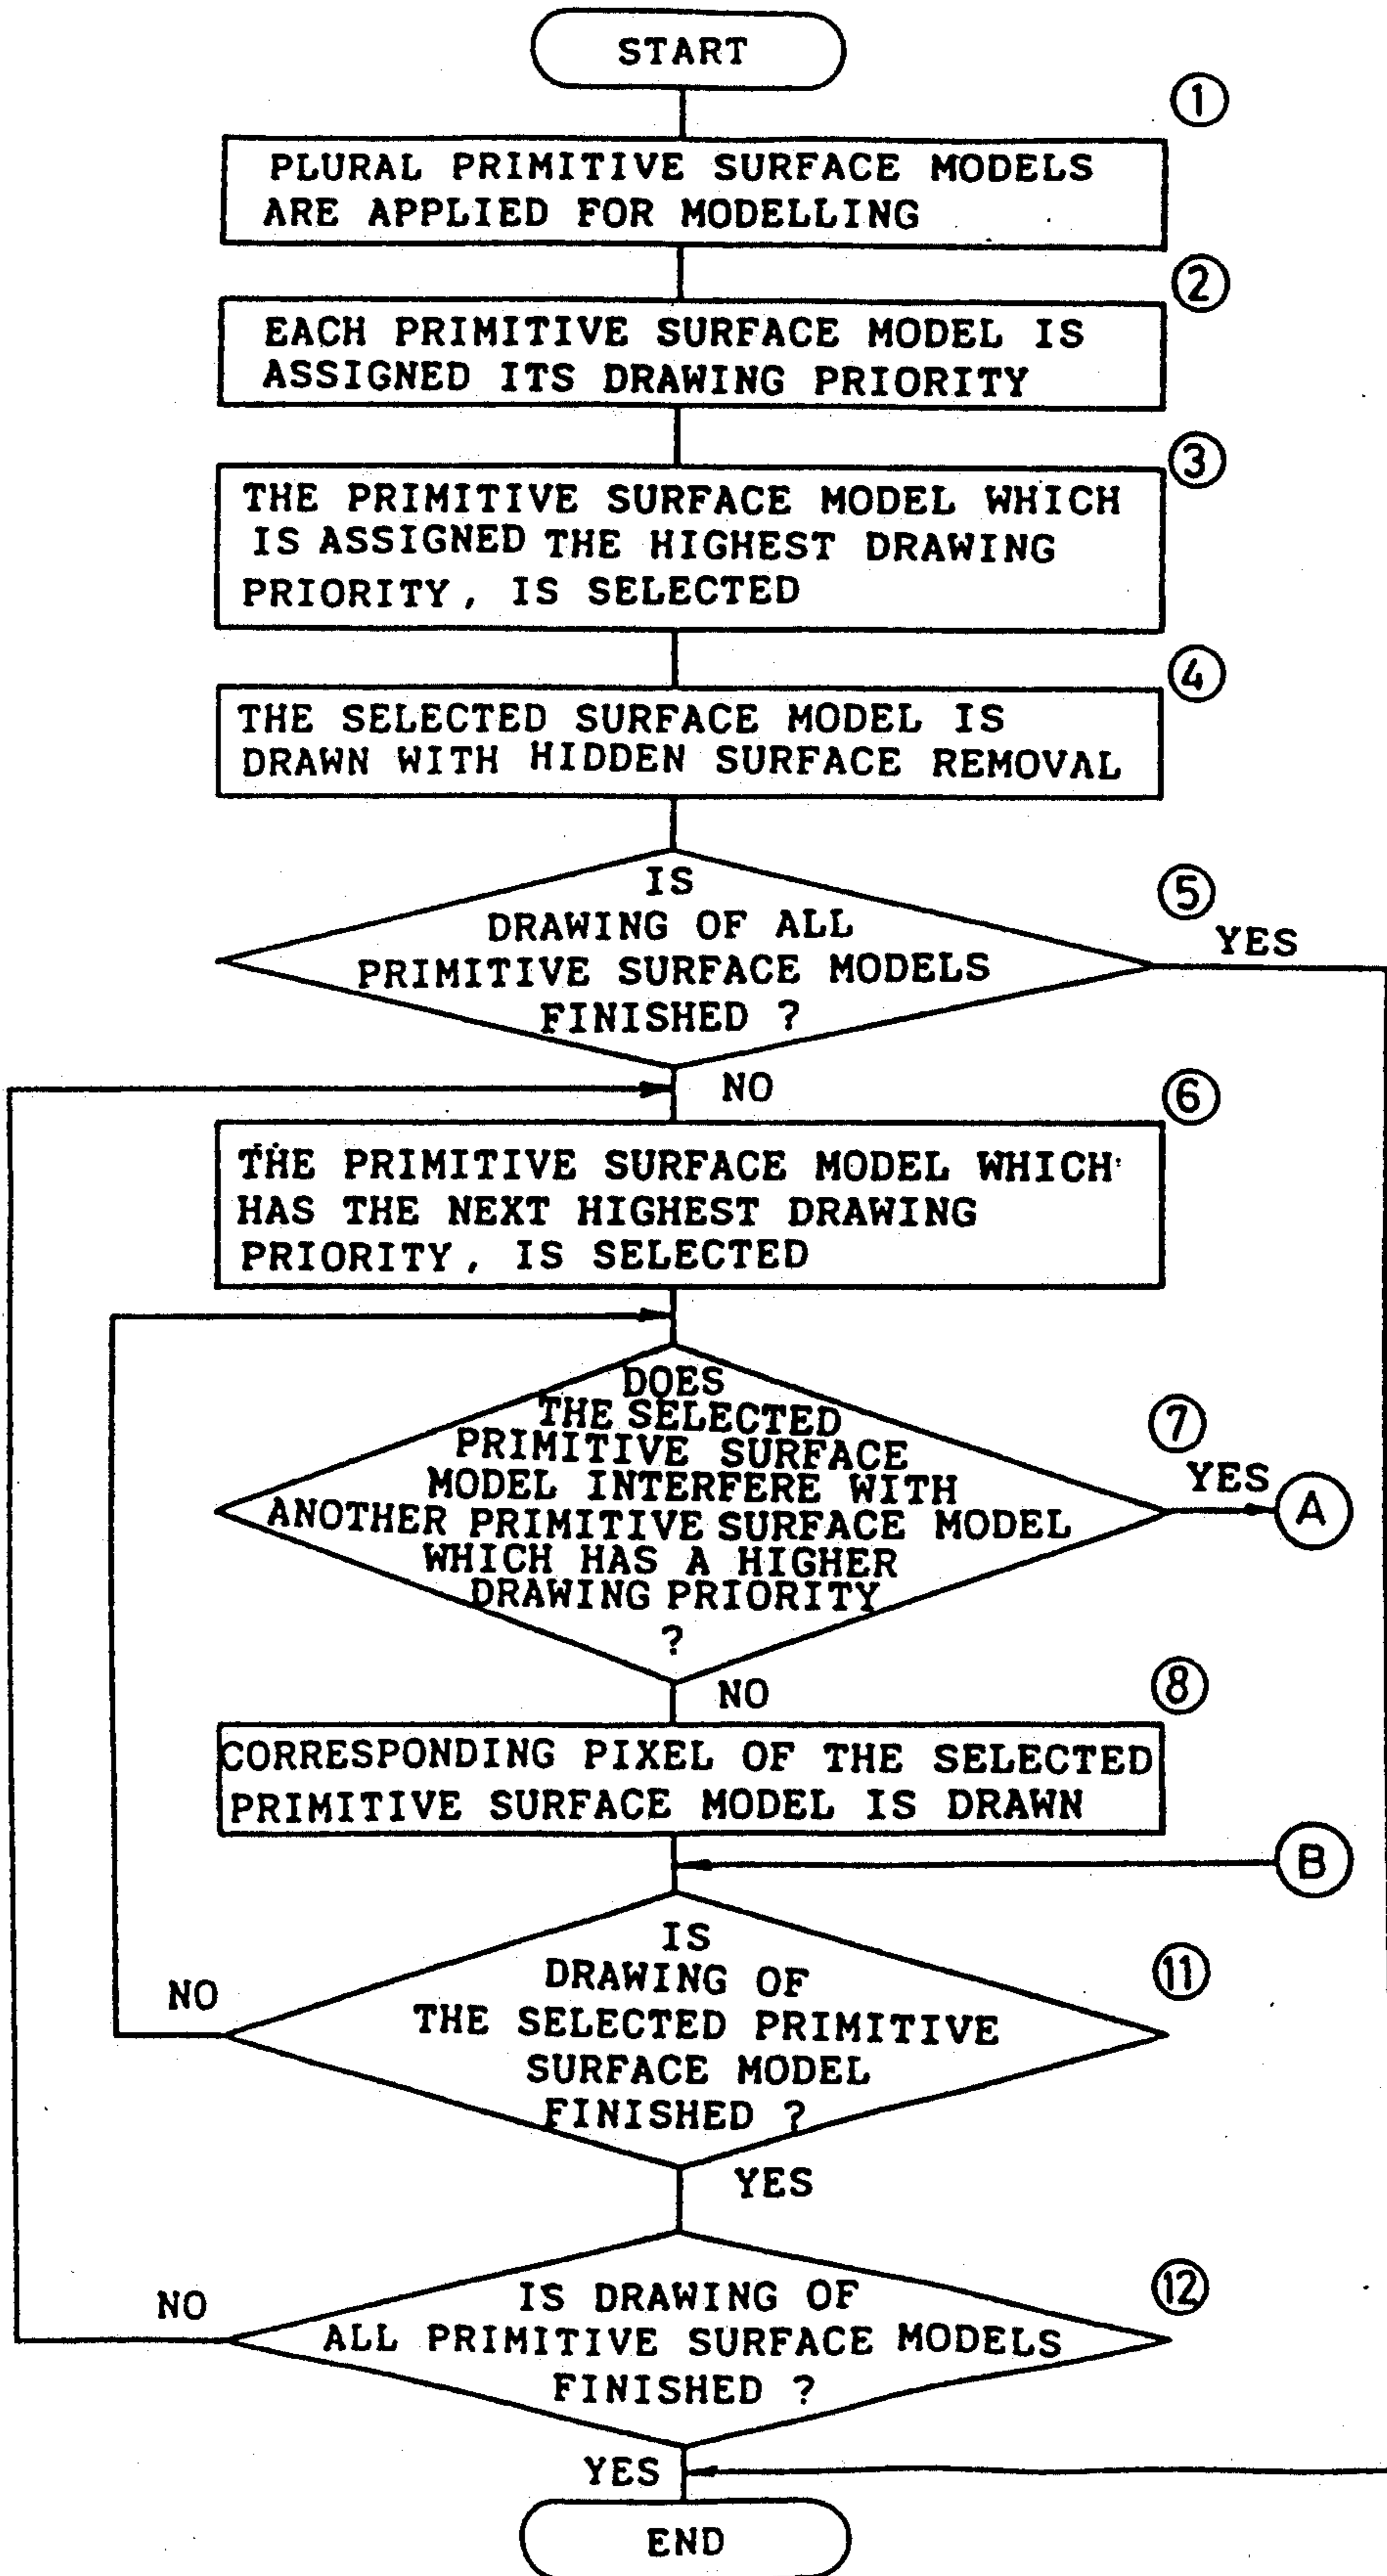 START
①
PLURAL PRIMITIVE SURFACE MODELS
ARE APPLIED FOR MODELLING
②
EACH PRIMITIVE SURFACE MODEL IS
ASSIGNED ITS DRAWING PRIORITY
③
THE PRIMITIVE SURFACE MODEL WHICH
IS ASSIGNED THE HIGHEST DRAWING
PRIORITY, IS SELECTED
④
THE SELECTED SURFACE MODEL IS
DRAWN WITH HIDDEN SURFACE REMOVAL
⑤
IS
DRAWING OF ALL
PRIMITIVE SURFACE MODELS
FINISHED ?
YES
NO
⑥
THE PRIMITIVE SURFACE MODEL WHICH
HAS THE NEXT HIGHEST DRAWING
PRIORITY, IS SELECTED
⑦
DOES
THE SELECTED
PRIMITIVE SURFACE
MODEL INTERFERE WITH
ANOTHER PRIMITIVE SURFACE MODEL
WHICH HAS A HIGHER
DRAWING PRIORITY
?
YES
A
NO
⑧
CORRESPONDING PIXEL OF THE SELECTED
PRIMITIVE SURFACE MODEL IS DRAWN
B
⑪
IS
DRAWING OF
THE SELECTED PRIMITIVE
SURFACE MODEL
FINISHED ?
NO
YES
⑫
IS DRAWING OF
ALL PRIMITIVE SURFACE MODELS
FINISHED ?
NO
YES
END